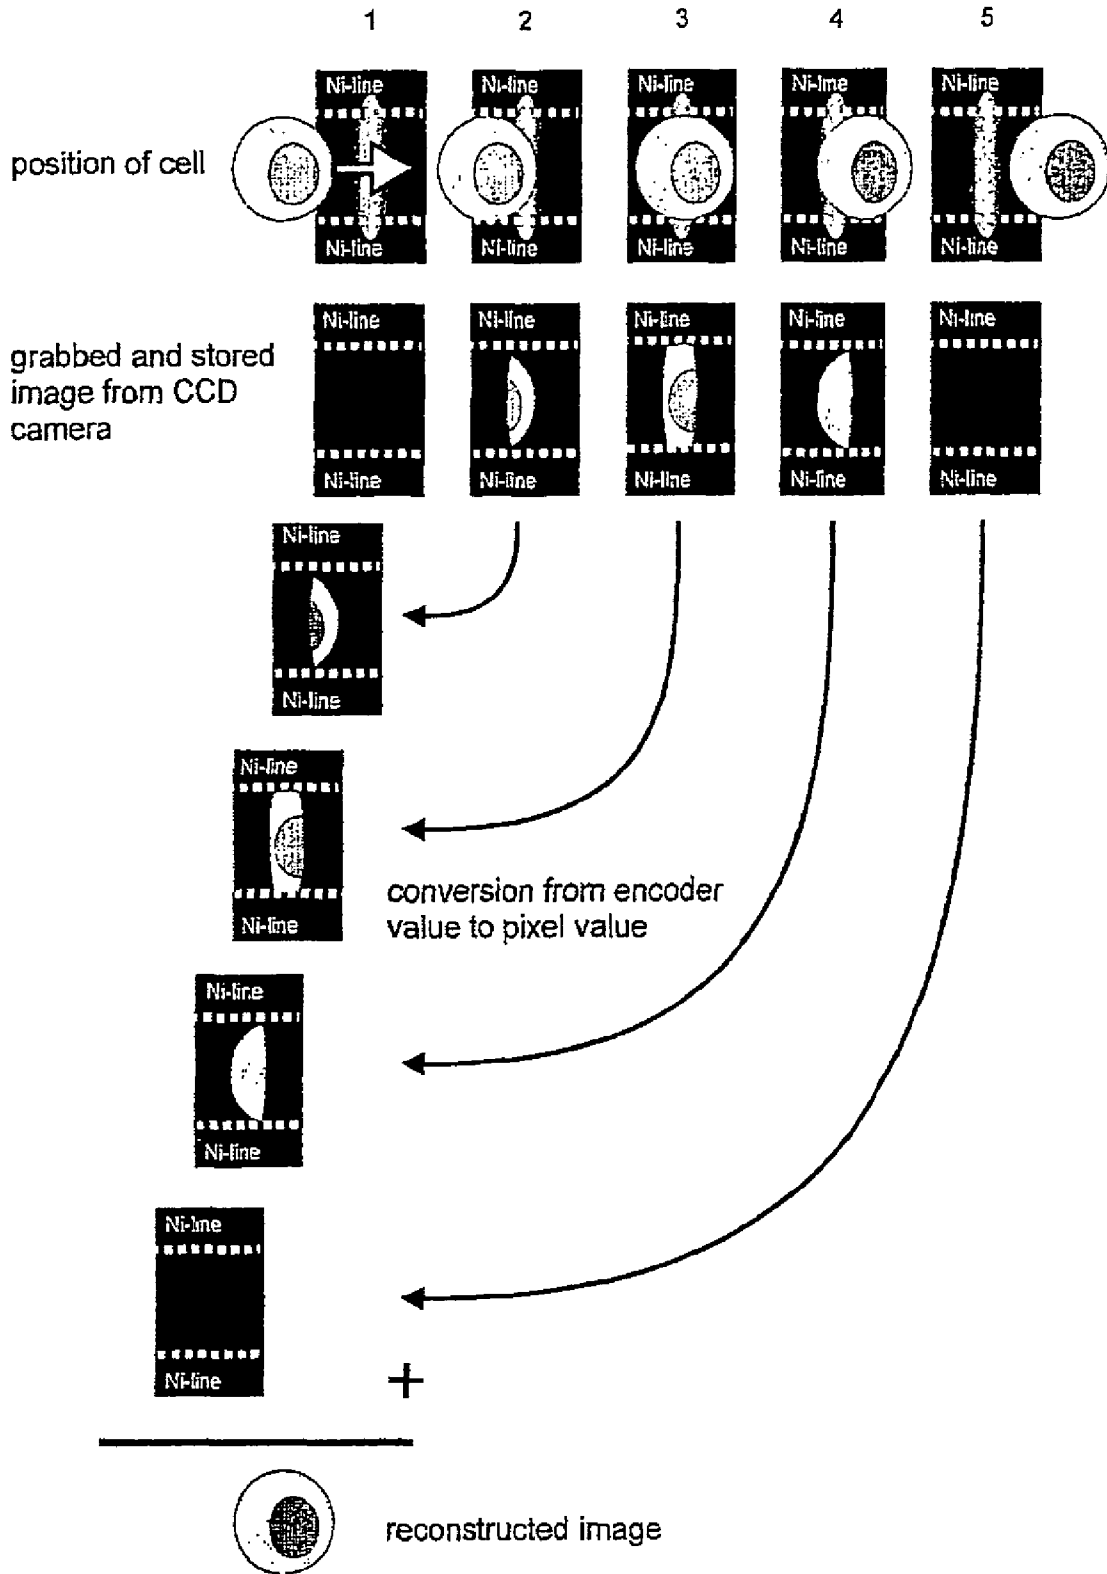 1 2 3 4 5
Ni-line Ni-line Ni-line Ni-line Ni-line
position of cell
Ni-line Ni-line Ni-line Ni-line Ni-line
Ni-line Ni-line Ni-line Ni-line Ni-line
grabbed and stored
image from CCD
camera
Ni-line Ni-line Ni-line Ni-line Ni-line
Ni-line
Ni-line
Ni-line
conversion from encoder
value to pixel value
Ni-line
Ni-line
Ni-line
Ni-line
+
Ni-line
reconstructed image